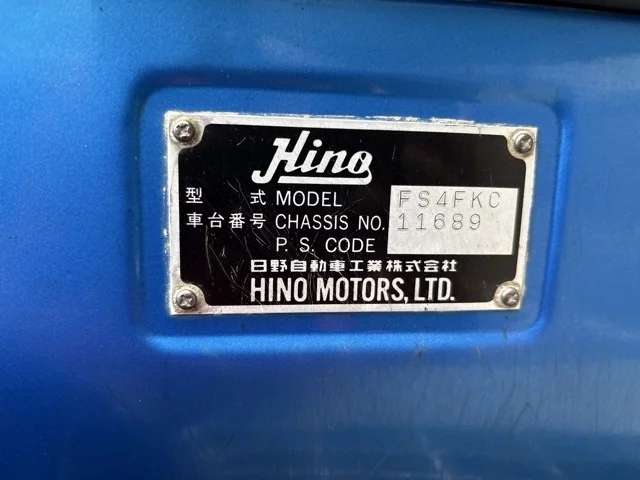 Hino
型 式 MODEL FS4FKC
車台番号 CHASSIS NO. 11689
P. S. CODE
日野自動車工業株式会社
HINO MOTORS, LTD.